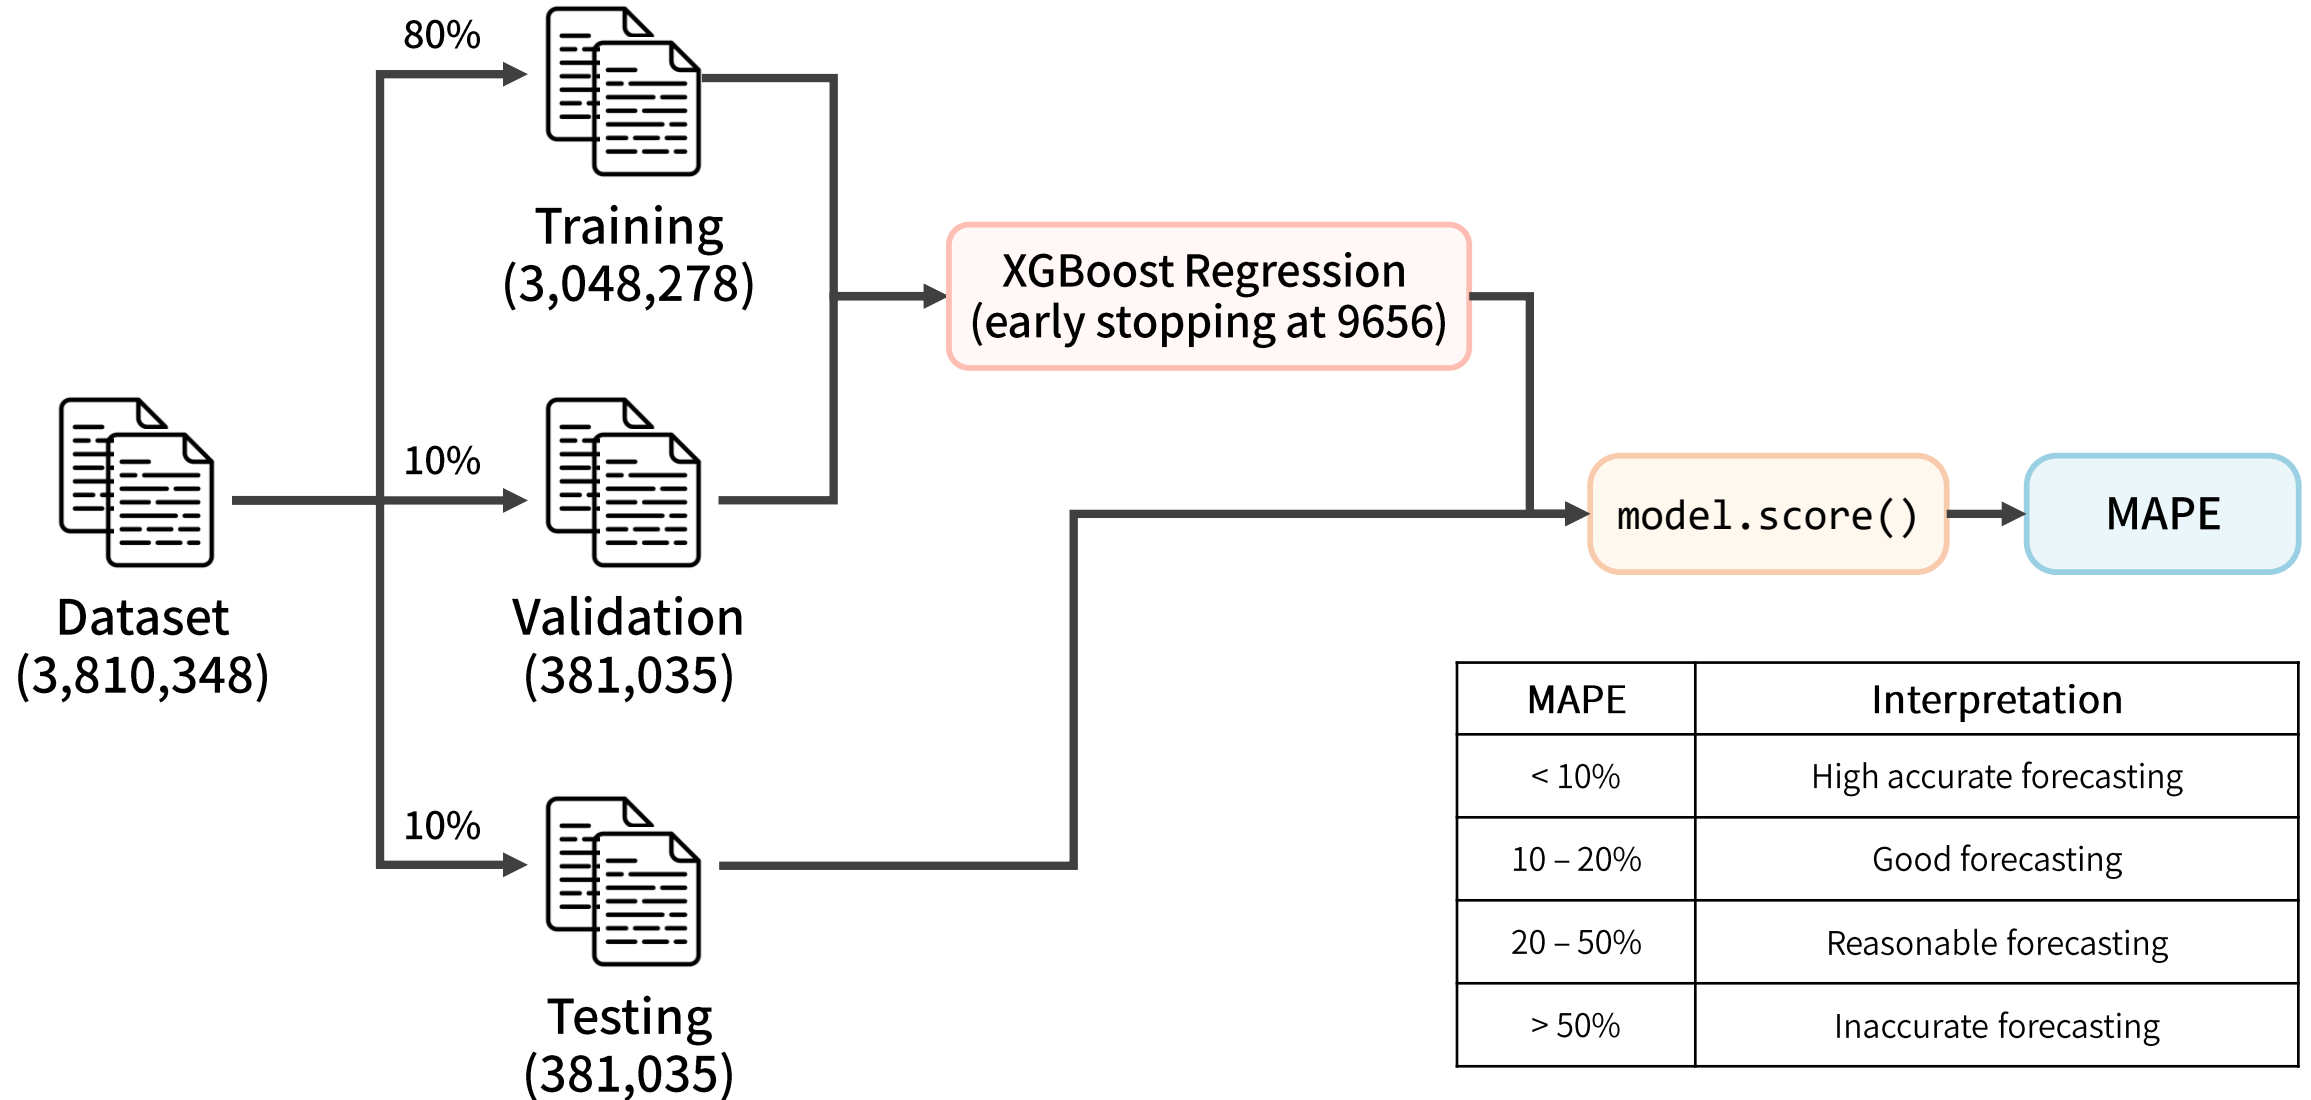 80%
Training
(3,048,278)
XGBoost Regression
(early stopping at 9656)
10%
Dataset
(3,810,348)
Validation
(381,035)
model.score()
MAPE
10%
Testing
(381,035)
MAPE Interpretation
< 10% High accurate forecasting
10 – 20% Good forecasting
20 – 50% Reasonable forecasting
> 50% Inaccurate forecasting